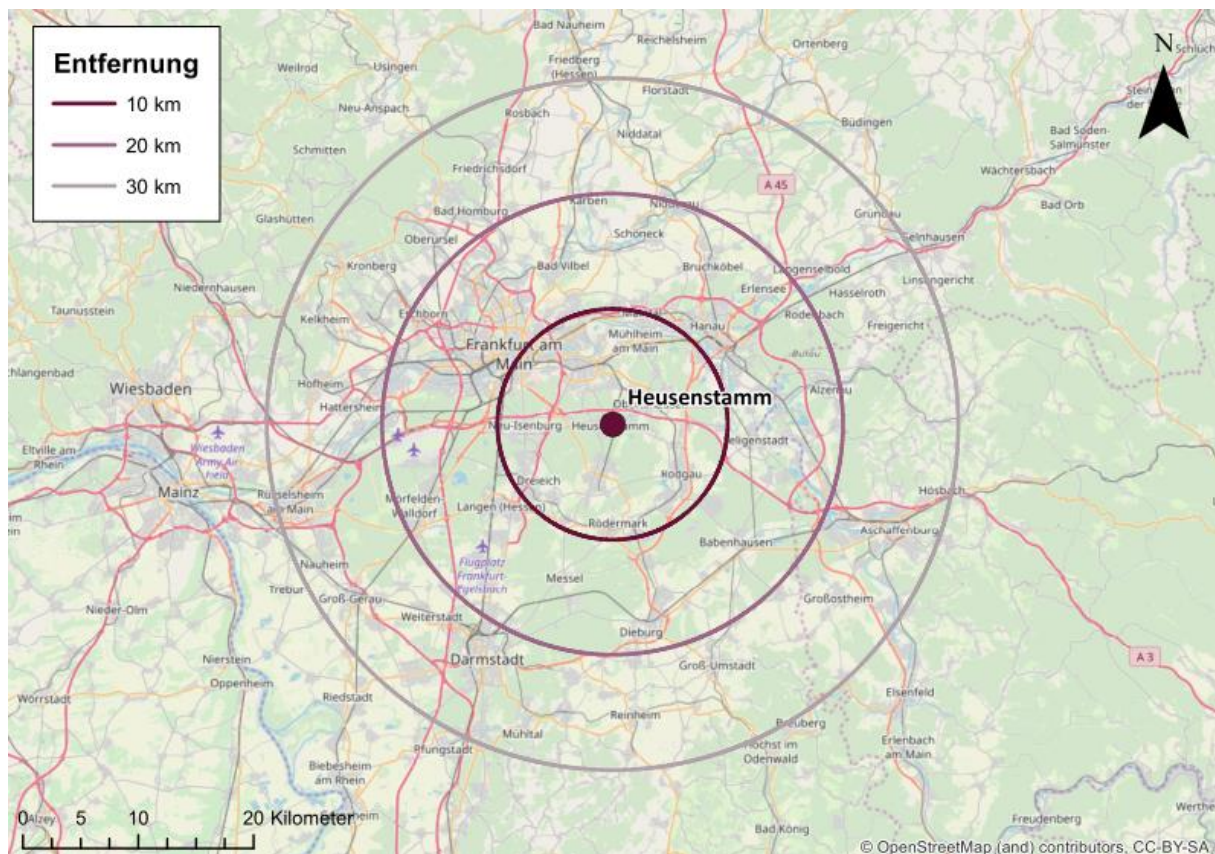 Entfernung
10 km
20 km
30 km
N
Bad Nauheim
Reichelsheim
Ortenberg
Weilrod
Usingen
Friedberg
(Hessen)
Florstadt
Neu-Anspach
Rosbach
Büdingen
Niddatal
Bad Soden-
Salmünster
Schmitten
Wächtersbach
Friedrichsdorf
A 45
Bad Orb
Glashütten
Bad Homburg
Karben
Gründau
Oberursel
Schöneck
Gelnhausen
Kronberg
Bad Vilbel
Bruchköbel
Langenselbold
Linsengericht
Niedernhausen
Erlensee
Hasselroth
Taunusstein
Eschborn
Rodenbach
Kelkheim
Hanau
Freigericht
Mühlheim
am Main
Frankfurt am
Main
Wiesbaden
Hofheim
Alzenau
Hattersheim
Heusenstamm
Neu-Isenburg
Eltville am
Rhein
Wiesbaden
Army Air
Field
Rodgau
Mainz
Dreieich
Hösbach
Rüsselsheim
am Main
Mörfelden-
Walldorf
Langen (Hessen)
Rödermark
Aschaffenburg
Babenhausen
Flugplatz
Frankfurt-
Egelsbach
Nauheim
Messel
Trebur
Groß-Gerau
Großostheim
Nieder-Olm
Weiterstadt
Dieburg
Darmstadt
Groß-Umstadt
Nierstein
A 3
Oppenheim
Riedstadt
Elsenfeld
Wörrstadt
Reinheim
Breuberg
Mühltal
Erlenbach
am Main
Pfungstadt
Höchst im
Odenwald
Biebesheim
am Rhein
0 5 10 20 Kilometer
Alzey
Freudenberg
Bad König
© OpenStreetMap (and) contributors, CC-BY-SA